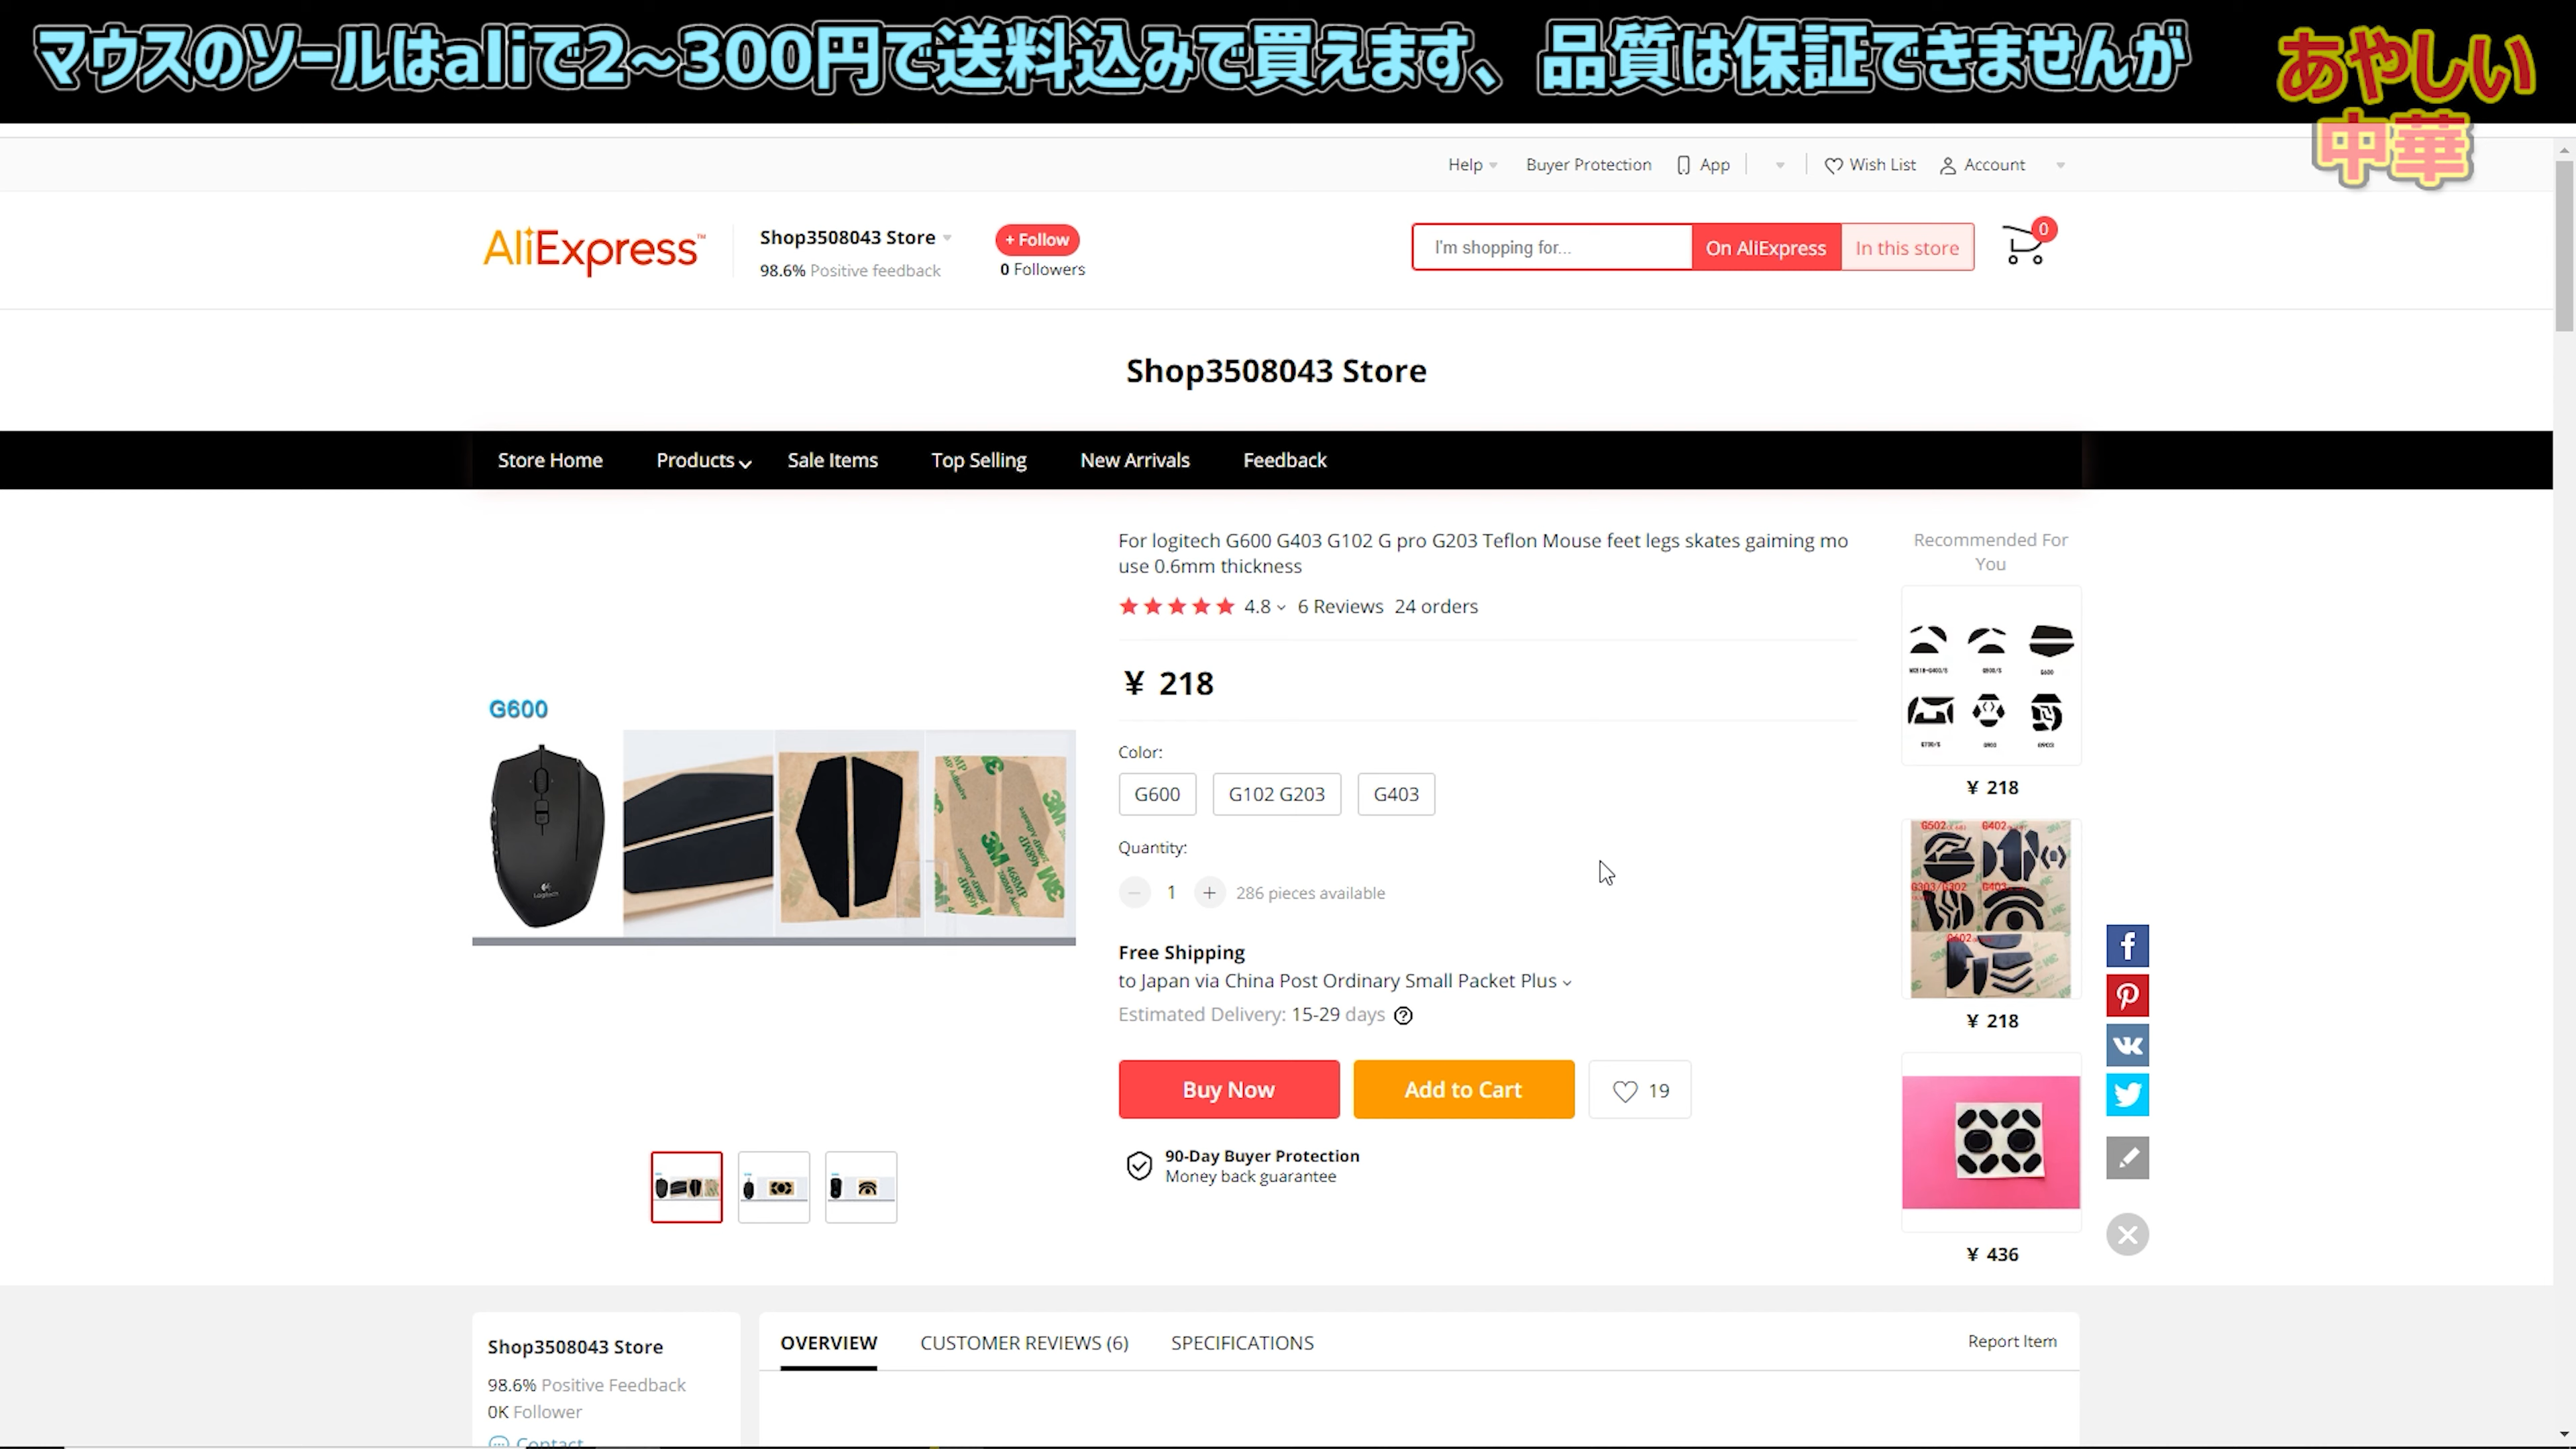 マウスのソールはaliで2～300円で送料込みで買えます、品質は保証できませんが
あやしい
中華
Help
Buyer Protection
App
Wish List
Account
AliExpress™
Shop3508043 Store
98.6% Positive feedback
+ Follow
0 Followers
I'm shopping for...
On AliExpress
In this store
0
Shop3508043 Store
Store Home
Products
Sale Items
Top Selling
New Arrivals
Feedback
G600
For logitech G600 G403 G102 G pro G203 Teflon Mouse feet legs skates gaiming mo
use 0.6mm thickness
4.8
6 Reviews
24 orders
¥ 218
Color:
G600
G102 G203
G403
Quantity:
1
286 pieces available
Free Shipping
to Japan via China Post Ordinary Small Packet Plus
Estimated Delivery: 15-29 days
Buy Now
Add to Cart
19
90-Day Buyer Protection
Money back guarantee
Recommended For
You
¥ 218
G502
G402
G303/G302
G403
G602
¥ 218
¥ 436
Shop3508043 Store
98.6% Positive Feedback
0K Follower
Contact
OVERVIEW
CUSTOMER REVIEWS (6)
SPECIFICATIONS
Report Item